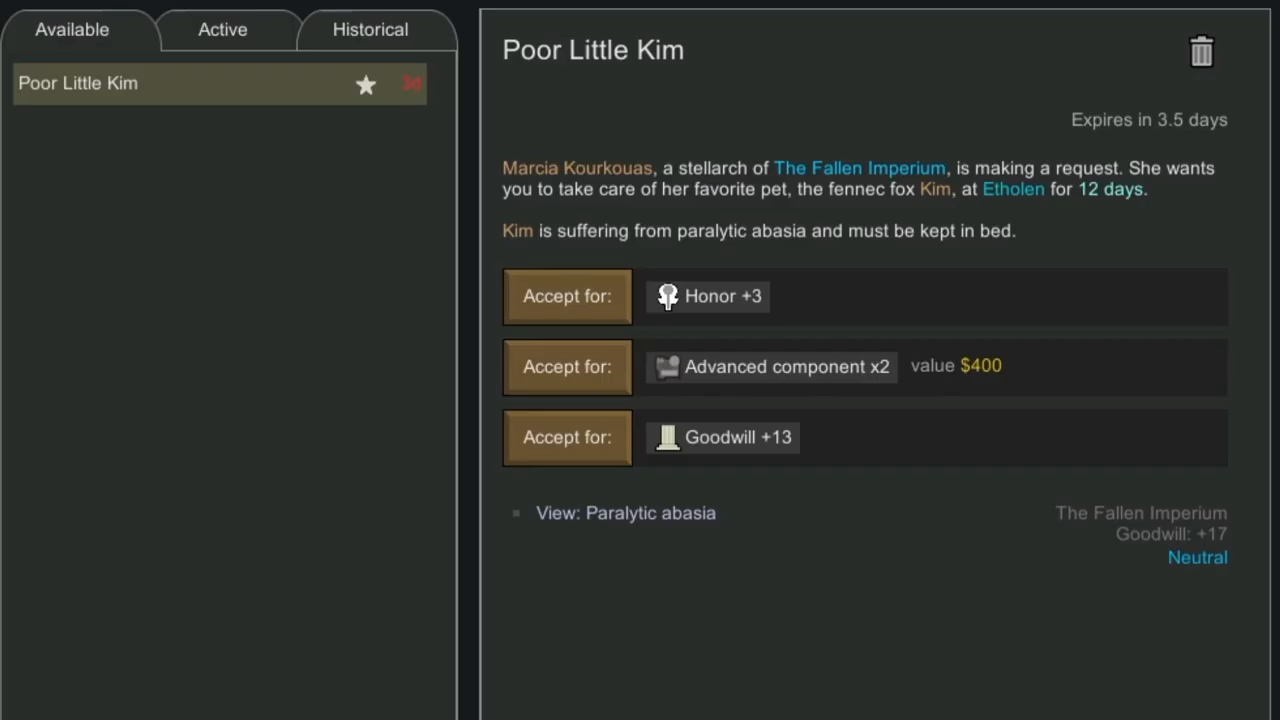 Available
Active
Historical
Poor Little Kim
3d
Poor Little Kim
Expires in 3.5 days
Marcia Kourkouas, a stellarch of The Fallen Imperium, is making a request. She wants
you to take care of her favorite pet, the fennec fox Kim, at Etholen for 12 days.
Kim is suffering from paralytic abasia and must be kept in bed.
Accept for:
Honor +3
Accept for:
Advanced component x2 value $400
Accept for:
Goodwill +13
View: Paralytic abasia
The Fallen Imperium
Goodwill: +17
Neutral